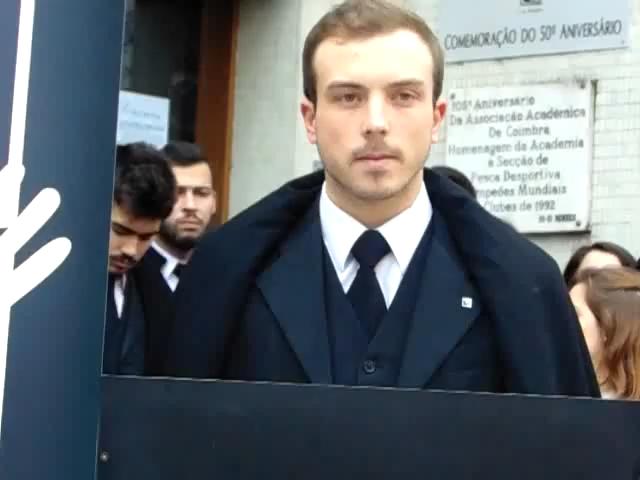 COMEMORAÇÃO DO 50º ANIVERSÁRIO
108º Aniversário
Da Associação Académica
De Coimbra
Homenagem da Academia
à Secção de
Pesca Desportiva
Campeões Mundiais
Clubes de 1992